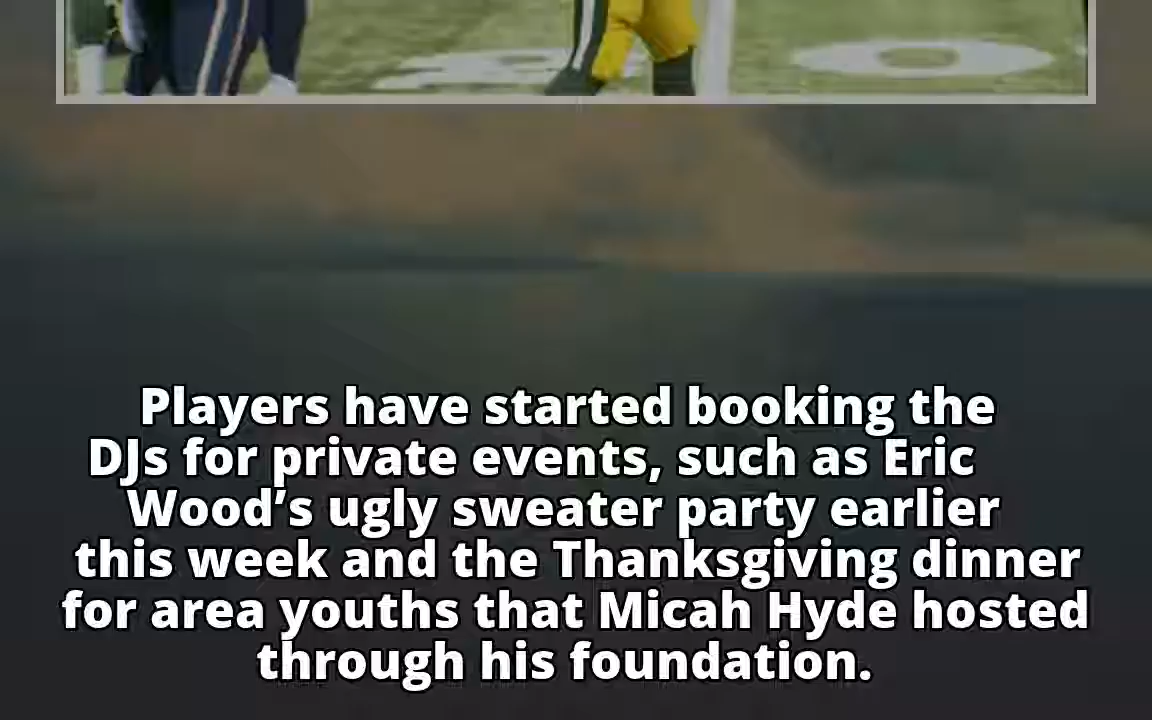 Players have started booking the
DJs for private events, such as Eric
Wood’s ugly sweater party earlier
this week and the Thanksgiving dinner
for area youths that Micah Hyde hosted
through his foundation.